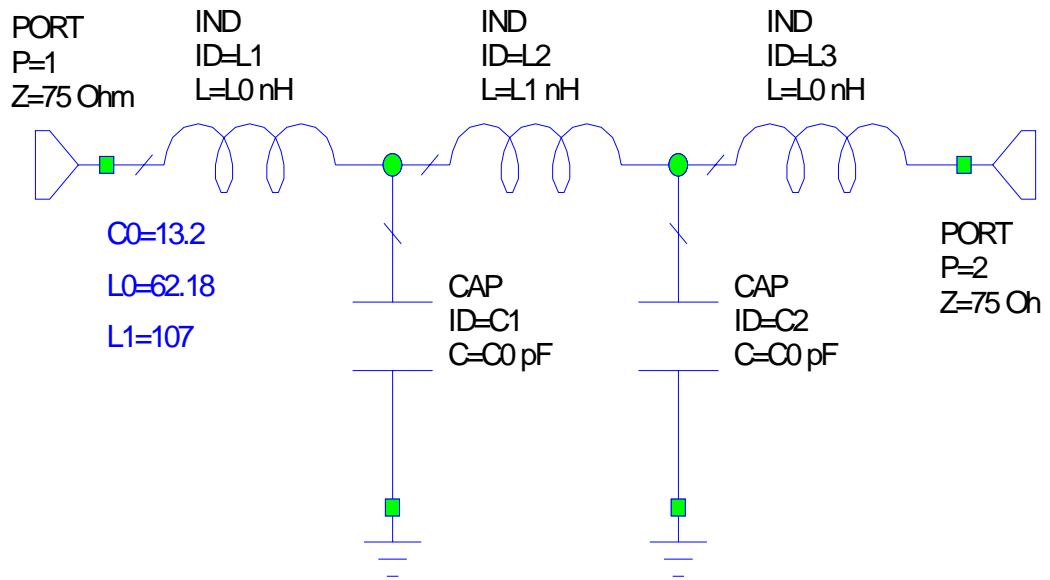 PORT
P=1
Z=75 Ohm
IND
ID=L1
L=L0 nH
IND
ID=L2
L=L1 nH
IND
ID=L3
L=L0 nH
C0=13.2
L0=62.18
L1=107
CAP
ID=C1
C=C0 pF
CAP
ID=C2
C=C0 pF
PORT
P=2
Z=75 Oh